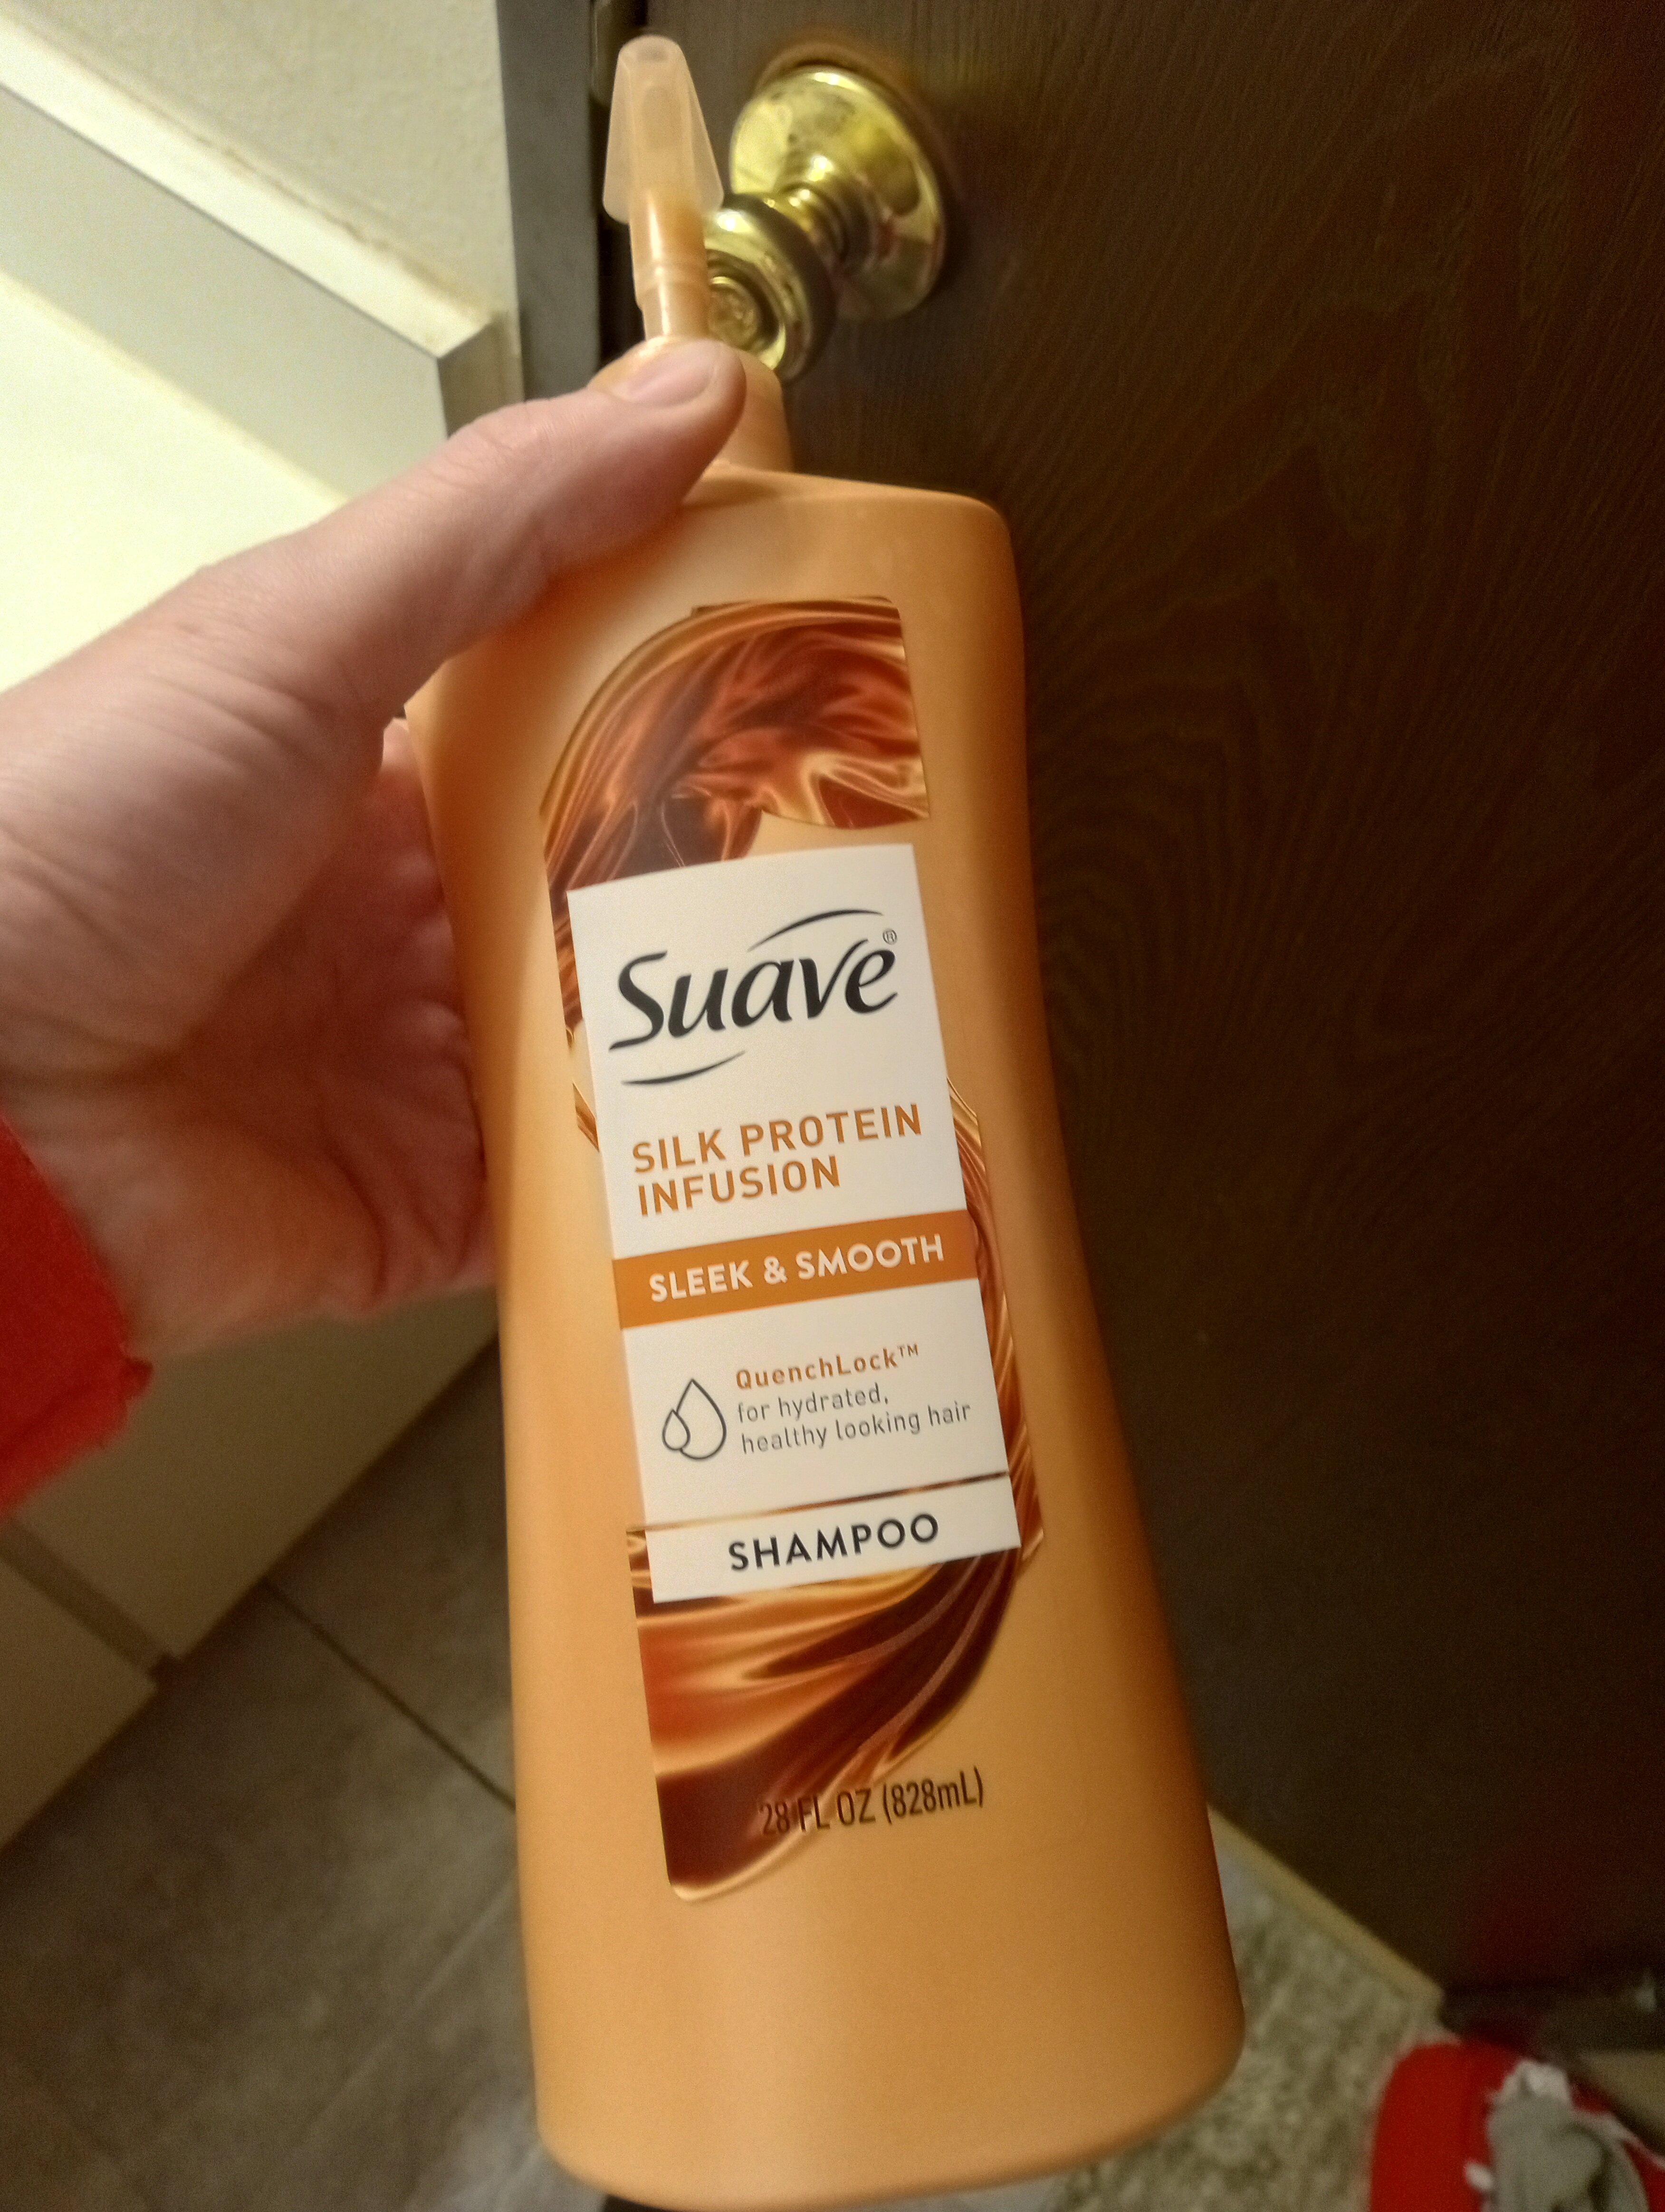 Suave®
SILK PROTEIN
INFUSION
SLEEK & SMOOTH
QuenchLock™
for hydrated,
healthy looking hair
SHAMPOO
28 FL OZ (828mL)